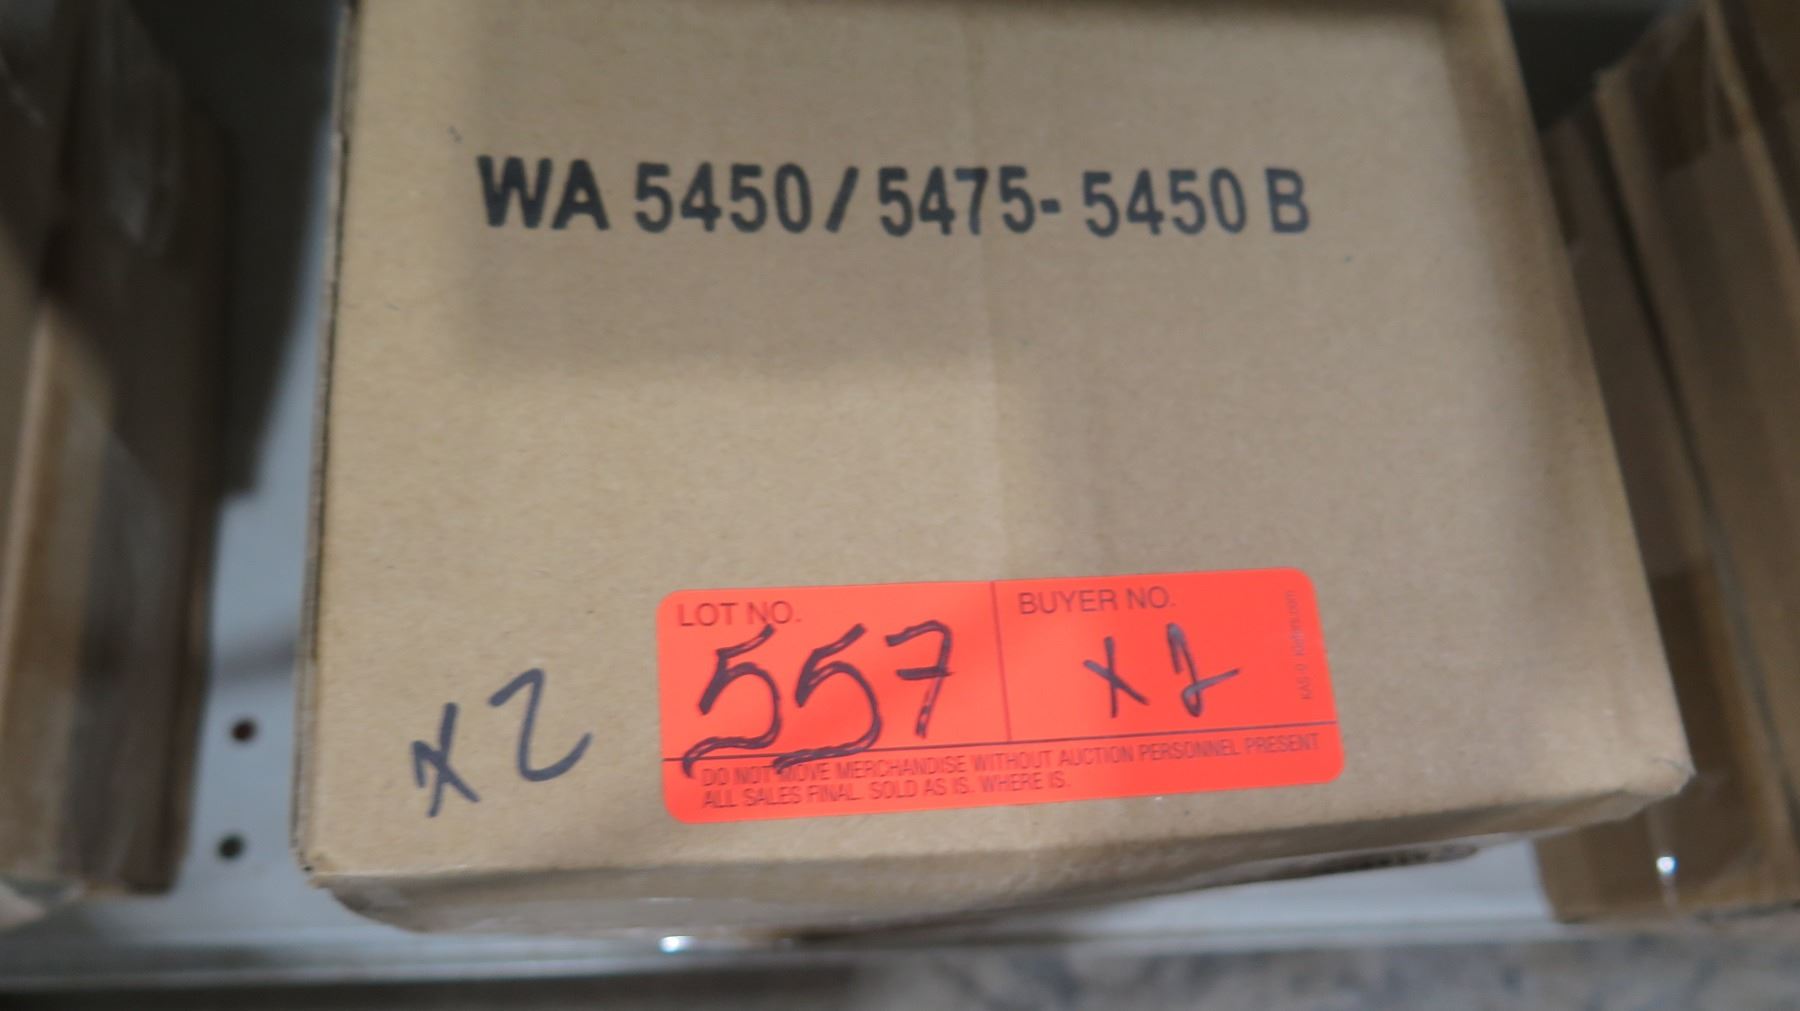 WA 5450 / 5475- 5450 B
LOT NO.
557
BUYER NO.
x 2
x2
DO NOT MOVE MERCHANDISE WITHOUT AUCTION PERSONNEL PRESENT
ALL SALES FINAL. SOLD AS IS. WHERE IS.